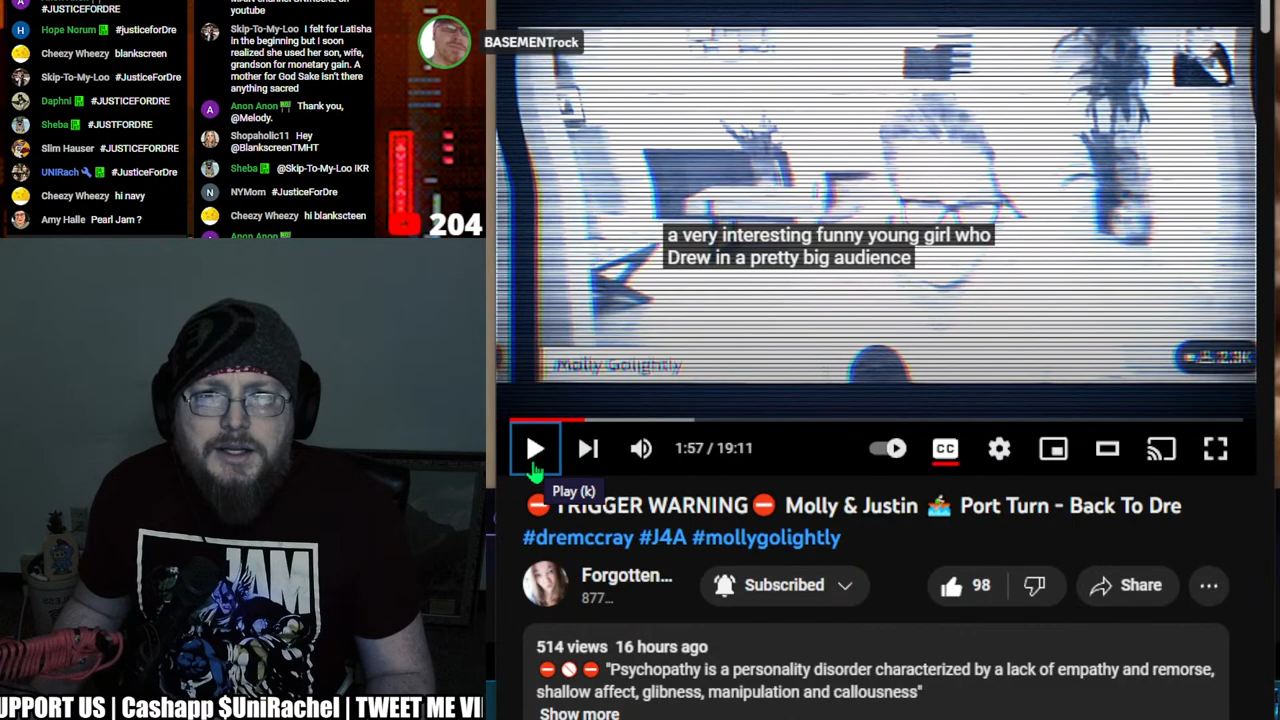 #JUSTICEFORDRE
Hope Norum #justiceforDre
Cheezy Wheezy blankscreen
Skip-To-My-Loo #JusticeForDre
Daphni #JUSTICEFORDRE
Sheba #JUSTFORDRE
Slim Hauser #JUSTICEFORDRE
UNIRach #JusticeForDre
Cheezy Wheezy hi navy
Amy Halle Pearl Jam ?
youtube
Skip-To-My-Loo I felt for Latisha
in the beginning but I soon
realized she used her son, wife,
grandson for monetary gain. A
mother for God Sake isn't there
anything sacred
Anon Anon Thank you,
@Melody.
Shopaholic11 Hey
@BlankscreenTMHT
Sheba @Skip-To-My-Loo IKR
NYMom #JusticeForDre
Cheezy Wheezy hi blankscteen
Anon Anon
204
BASEMENTrock
a very interesting funny young girl who
Drew in a pretty big audience
Molly Golightly
1:57 / 19:11
CC
Play (k)
TRIGGER WARNING Molly & Justin Port Turn - Back To Dre
#dremccray #J4A #mollygolightly
Forgotten...
877...
Subscribed
98
Share
514 views 16 hours ago
"Psychopathy is a personality disorder characterized by a lack of empathy and remorse,
shallow affect, glibness, manipulation and callousness"
Show more
JAM
UPPORT US | Cashapp $UniRachel | TWEET ME VI